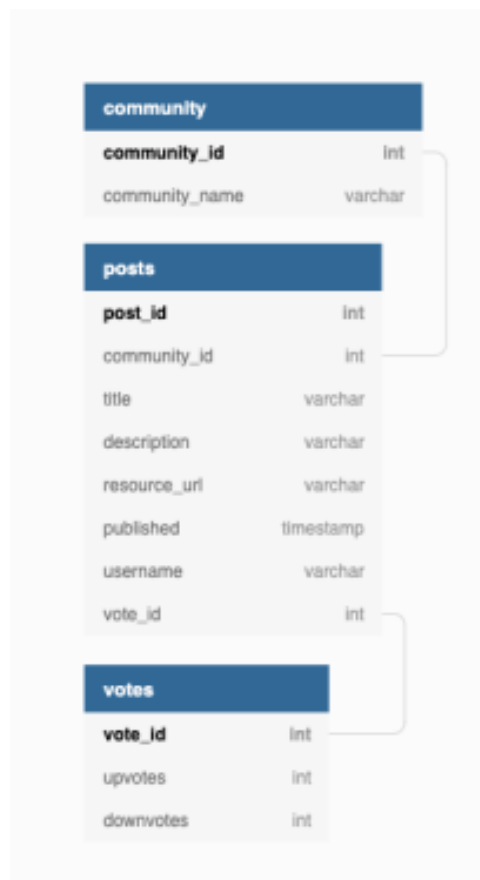 community
community_id int
community_name varchar
posts
post_id int
community_id int
title varchar
description varchar
resource_url varchar
published timestamp
username varchar
vote_id int
votes
vote_id int
upvotes int
downvotes int